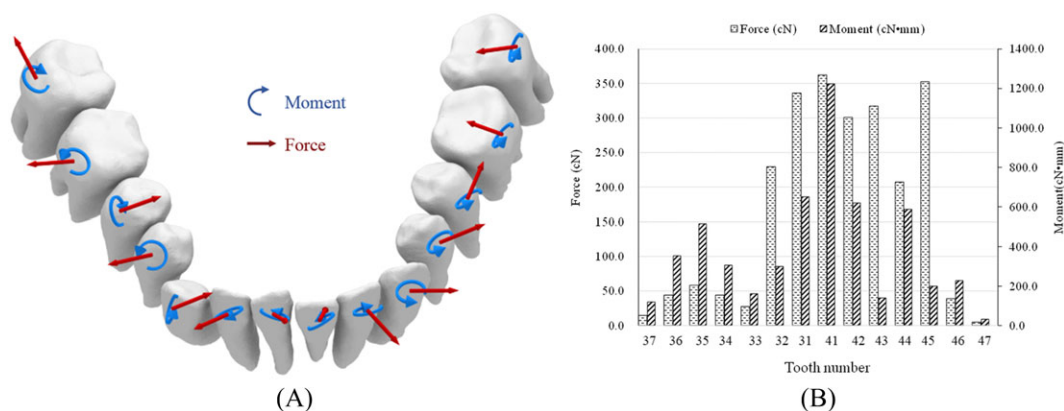 Moment
Force
(A)
Force (cN) Moment (cN•mm)
400.0 1400.0
350.0 1200.0
300.0 1000.0
250.0
200.0 800.0
150.0 600.0
100.0 400.0
50.0 200.0
0.0 0.0
Force (cN)
Moment(cN•mm)
37 36 35 34 33 32 31 41 42 43 44 45 46 47
Tooth number
(B)